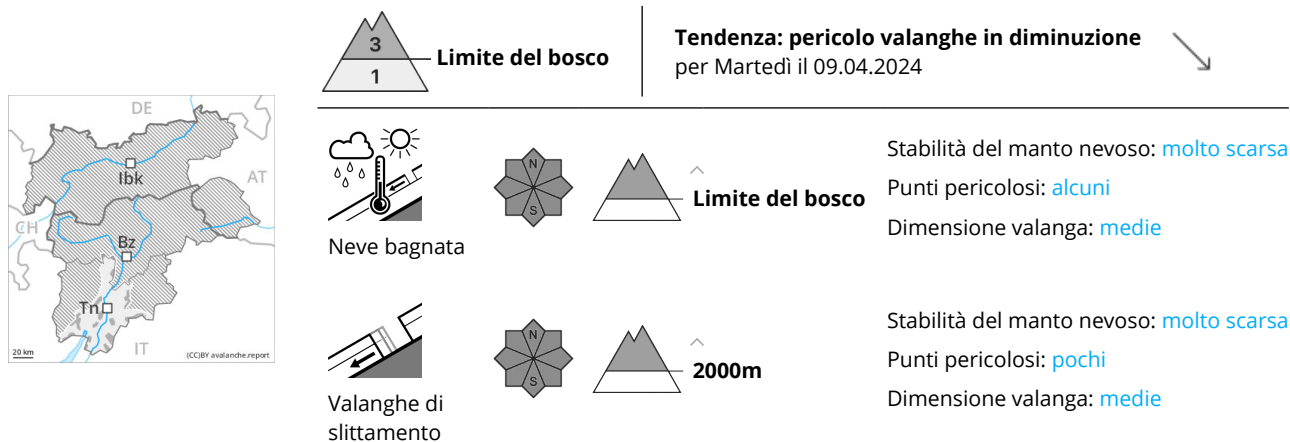 3
1
Limite del bosco
Tendenza: pericolo valanghe in diminuzione
per Martedì il 09.04.2024
DE
AT
CH
IT
Ibk
Bz
Tn
20 km
(CC)BY avalanche.report
N
S
Limite del bosco
Neve bagnata
Stabilità del manto nevoso: molto scarsa
Punti pericolosi: alcuni
Dimensione valanga: medie
N
S
2000m
Valanghe di
slittamento
Stabilità del manto nevoso: molto scarsa
Punti pericolosi: pochi
Dimensione valanga: medie